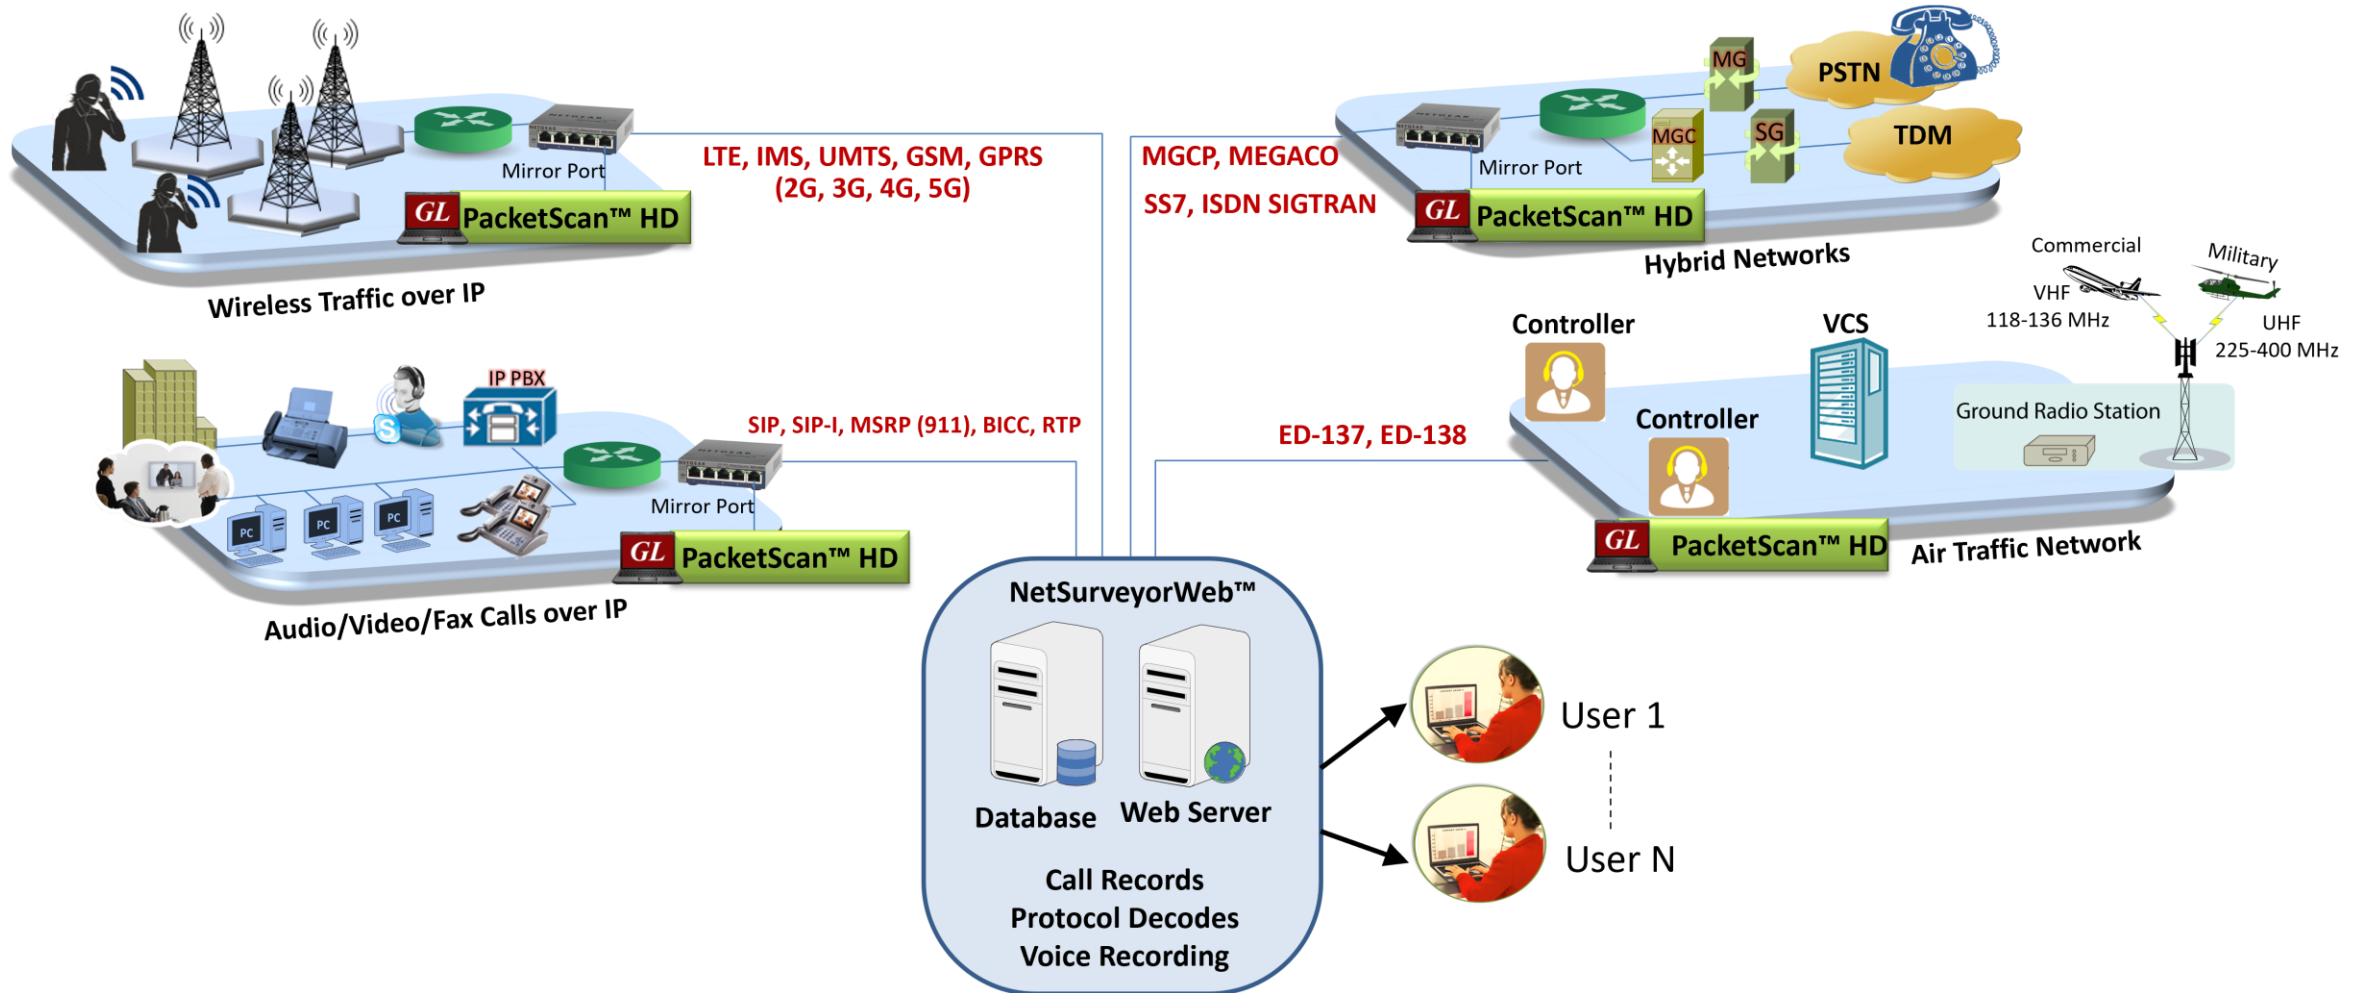 LTE, IMS, UMTS, GSM, GPRS
(2G, 3G, 4G, 5G)
NETGEAR
Mirror Port
GL PacketScan™ HD
Wireless Traffic over IP
MGCP, MEGACO
SS7, ISDN SIGTRAN
NETGEAR
Mirror Port
MG
MGC
SG
PSTN
TDM
GL PacketScan™ HD
Hybrid Networks
IP PBX
S
PC
PC
PC
SIP, SIP-I, MSRP (911), BICC, RTP
NETGEAR
Mirror Port
GL PacketScan™ HD
Audio/Video/Fax Calls over IP
ED-137, ED-138
Controller
Controller
VCS
Commercial
VHF
118-136 MHz
Military
UHF
225-400 MHz
Ground Radio Station
GL PacketScan™ HD
Air Traffic Network
NetSurveyorWeb™
Database
Web Server
Call Records
Protocol Decodes
Voice Recording
User 1
User N